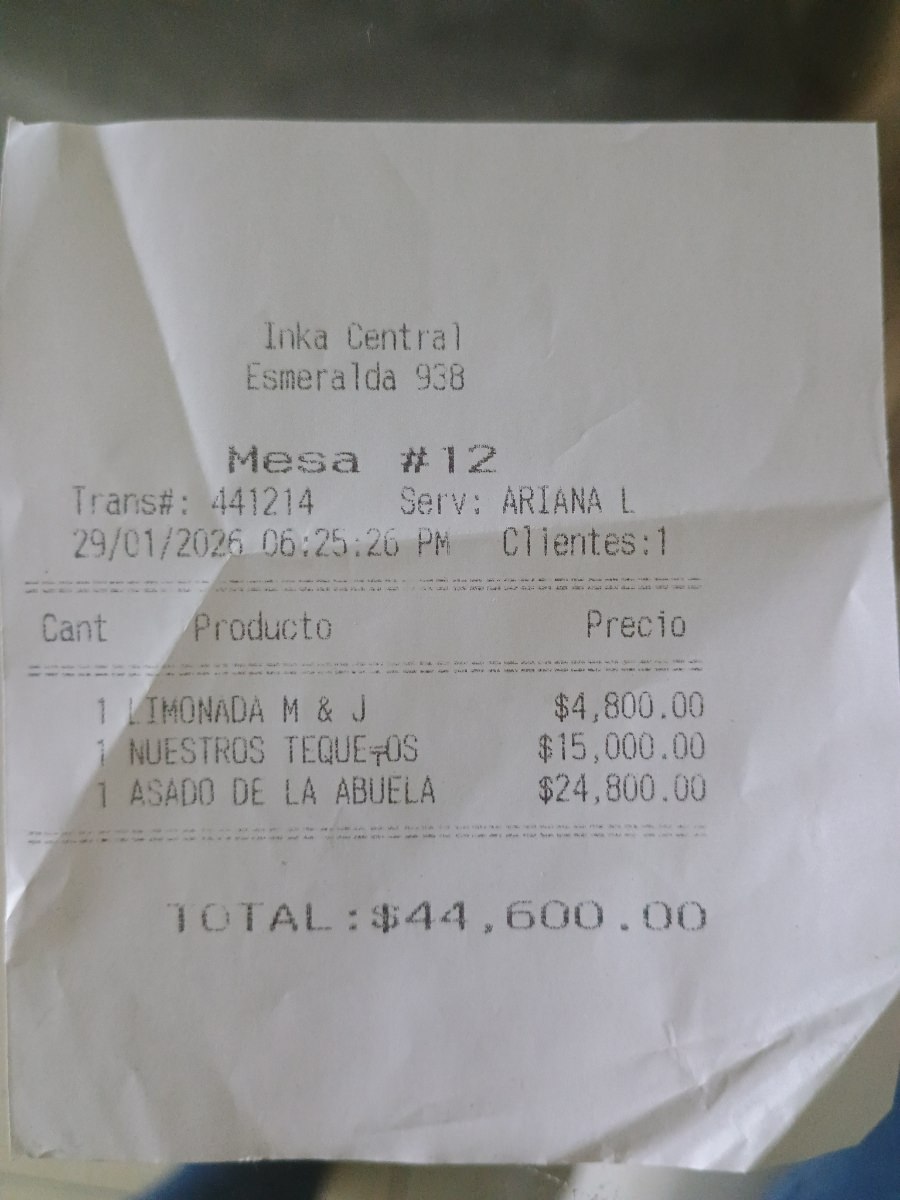 Inka Central
Esmeralda 938
Mesa #12
Trans#: 441214 Serv: ARIANA L
29/01/2026 06:25:26 PM Clientes:1
Cant Producto Precio
1 LIMONADA M & J $4,800.00
1 NUESTROS TEQUE╤OS $15,000.00
1 ASADO DE LA ABUELA $24,800.00
TOTAL:$44,600.00